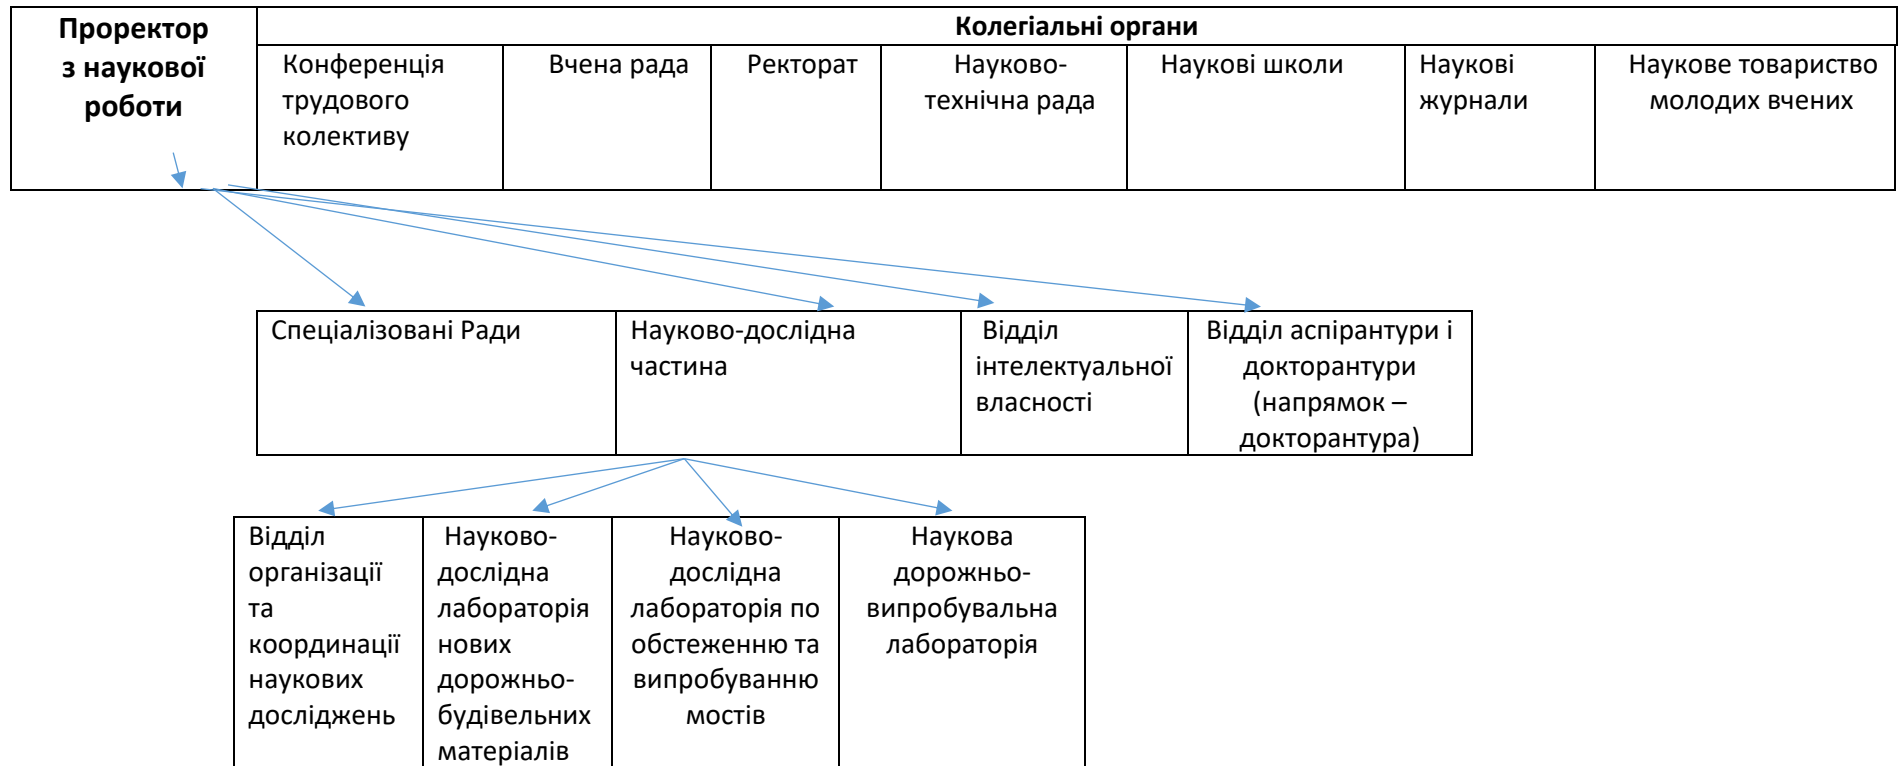 Проректор
з наукової
роботи
Колегіальні органи
Конференція
трудового
колективу
Вчена рада
Ректорат
Науково-
технічна рада
Наукові школи
Наукові
журнали
Наукове товариство
молодих вчених
Спеціалізовані Ради
Науково-дослідна
частина
Відділ
інтелектуальної
власності
Відділ аспірантури і
докторантури
(напрямок –
докторантура)
Відділ
організації
та
координації
наукових
досліджень
Науково-
дослідна
лабораторія
нових
дорожньо-
будівельних
матеріалів
Науково-
дослідна
лабораторія по
обстеженню та
випробуванню
мостів
Наукова
дорожньо-
випробувальна
лабораторія